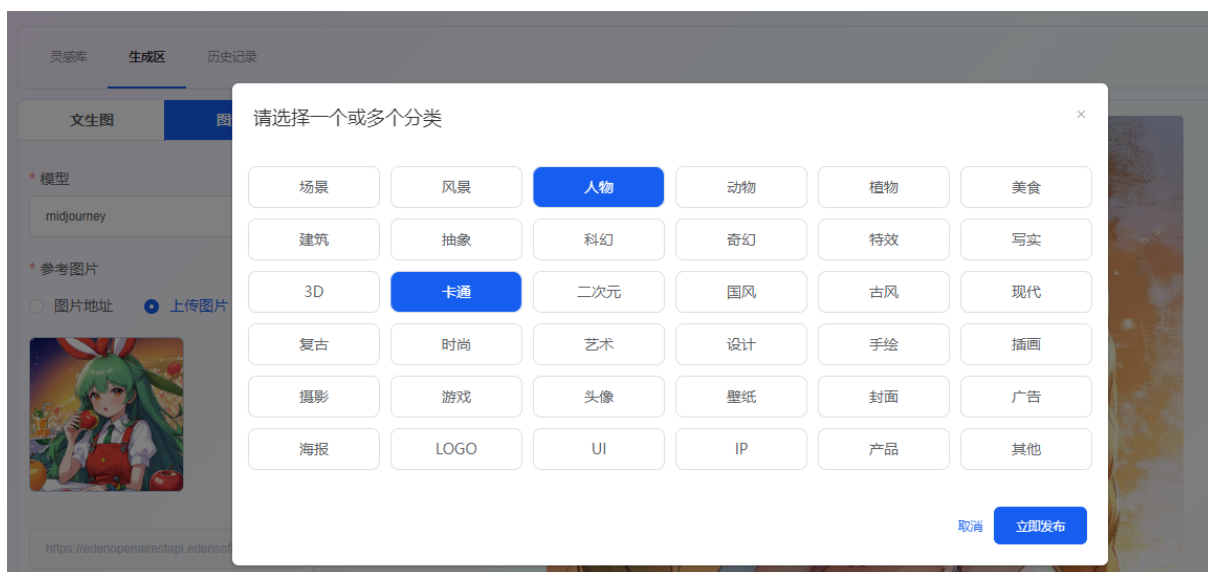 灵感库 生成区 历史记录
文生图 图
请选择一个或多个分类 ×
* 模型
midjourney
* 参考图片
图片地址 上传图片
场景 风景 人物 动物 植物 美食
建筑 抽象 科幻 奇幻 特效 写实
3D 卡通 二次元 国风 古风 现代
复古 时尚 艺术 设计 手绘 插画
摄影 游戏 头像 壁纸 封面 广告
海报 LOGO UI IP 产品 其他
取消 立即发布
https://edenopenairestapi.edensof